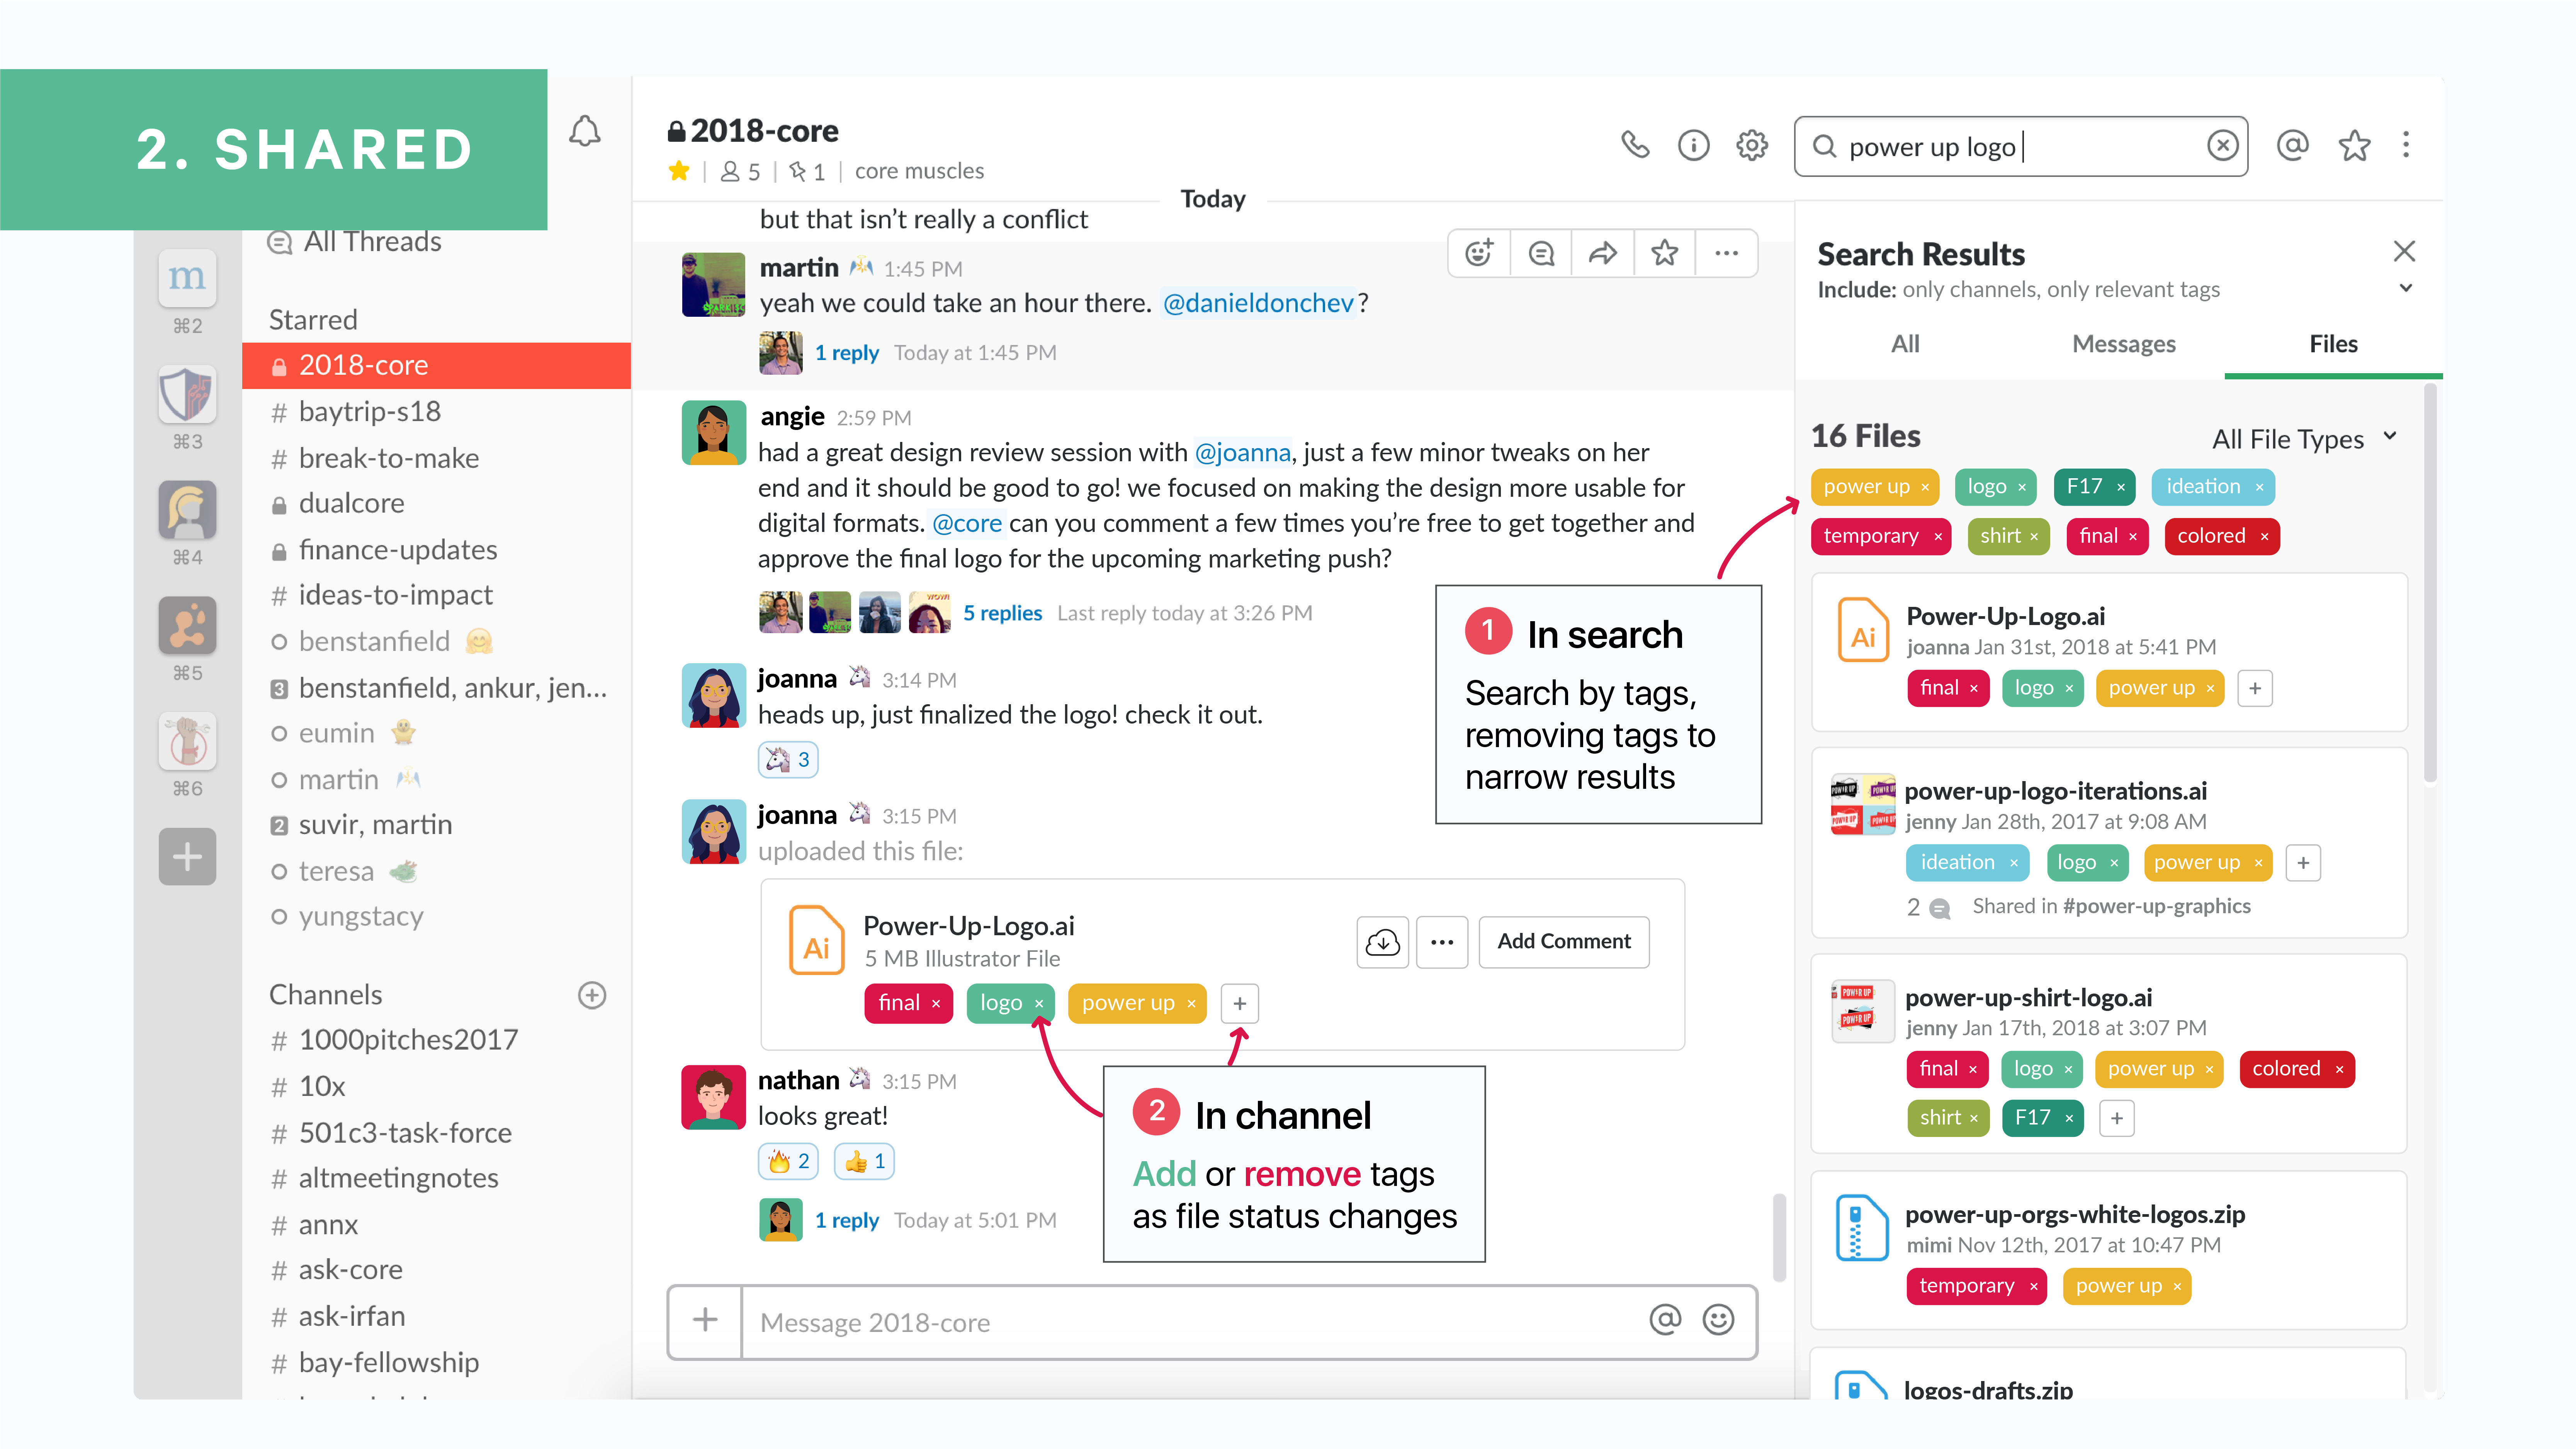 2. SHARED
m
⌘2
⌘3
⌘4
⌘5
⌘6
All Threads
Starred
2018-core
# baytrip-s18
# break-to-make
dualcore
finance-updates
# ideas-to-impact
benstanfield
3 benstanfield, ankur, jen...
eumin
martin
2 suvir, martin
teresa
yungstacy
Channels
# 1000pitches2017
# 10x
# 501c3-task-force
# altmeetingnotes
# annx
# ask-core
# ask-irfan
# bay-fellowship
2018-core
5 | 1 | core muscles
Today
but that isn’t really a conflict
martin 1:45 PM
yeah we could take an hour there. @danieldonchev?
1 reply Today at 1:45 PM
angie 2:59 PM
had a great design review session with @joanna, just a few minor tweaks on her
end and it should be good to go! we focused on making the design more usable for
digital formats. @core can you comment a few times you’re free to get together and
approve the final logo for the upcoming marketing push?
WOW!
5 replies Last reply today at 3:26 PM
joanna 3:14 PM
heads up, just finalized the logo! check it out.
3
joanna 3:15 PM
uploaded this file:
Ai
Power-Up-Logo.ai
5 MB Illustrator File
Add Comment
final × logo × power up × +
nathan 3:15 PM
looks great!
2 1
1 reply Today at 5:01 PM
+ Message 2018-core @
1 In search
Search by tags,
removing tags to
narrow results
2 In channel
Add or remove tags
as file status changes
power up logo
@
Search Results
Include: only channels, only relevant tags
All Messages Files
16 Files All File Types
power up × logo × F17 × ideation ×
temporary × shirt × final × colored ×
Ai
Power-Up-Logo.ai
joanna Jan 31st, 2018 at 5:41 PM
final × logo × power up × +
POWER UP
power-up-logo-iterations.ai
jenny Jan 28th, 2017 at 9:08 AM
ideation × logo × power up × +
2 Shared in #power-up-graphics
POWER UP
POWER UP
power-up-shirt-logo.ai
jenny Jan 17th, 2018 at 3:07 PM
final × logo × power up × colored ×
shirt × F17 × +
power-up-orgs-white-logos.zip
mimi Nov 12th, 2017 at 10:47 PM
temporary × power up ×
logos-drafts.zip